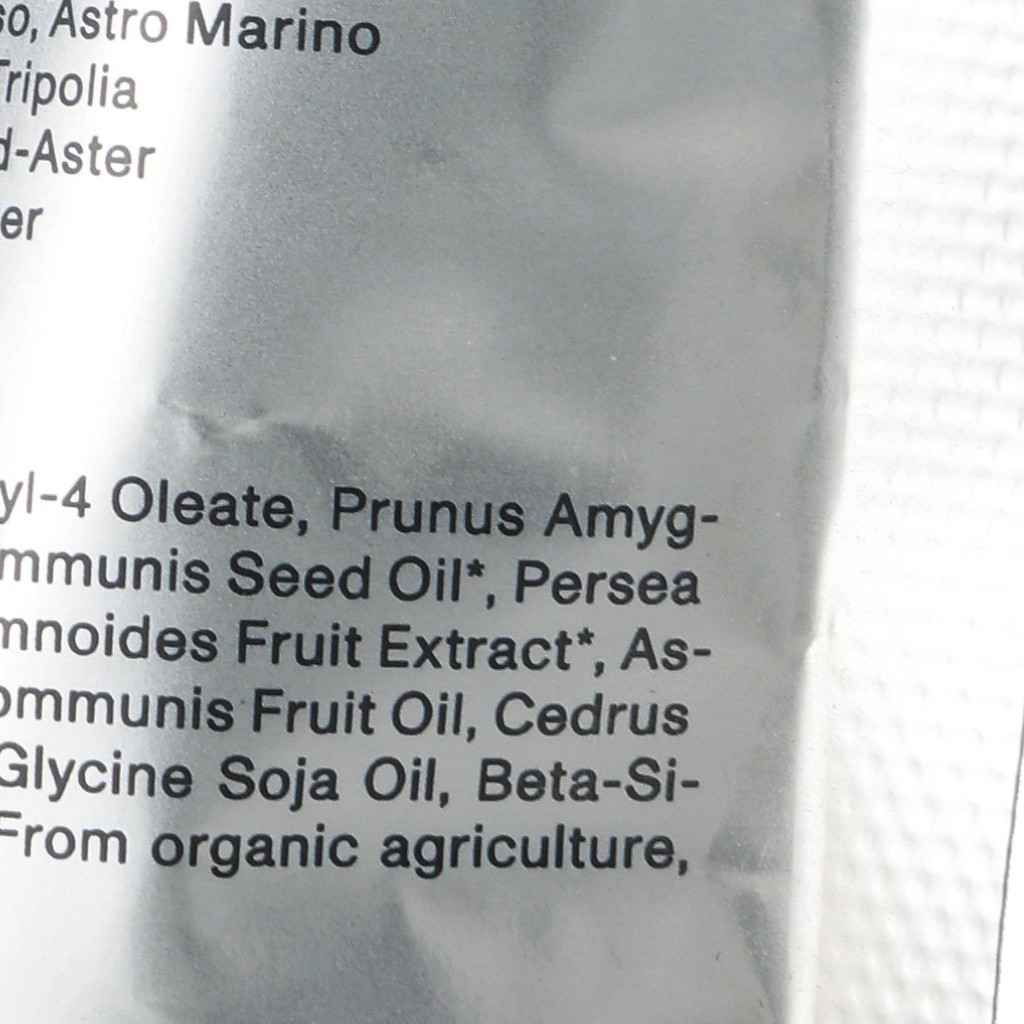 so, Astro Marino
Tripolia
d-Aster
er
yl-4 Oleate, Prunus Amyg-
mmunis Seed Oil*, Persea
mnoides Fruit Extract*, As-
ommunis Fruit Oil, Cedrus
Glycine Soja Oil, Beta-Si-
From organic agriculture,